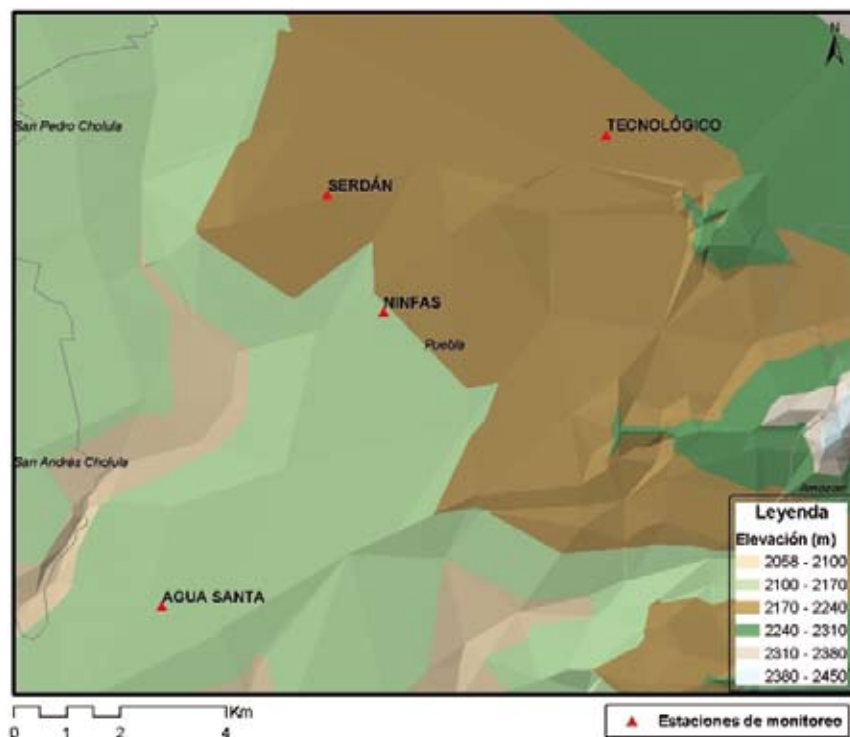 N
San Pedro Cholula
TECNOLÓGICO
SERDÁN
NINFAS
Puebla
San Andrés Cholula
Amozoc
AGUA SANTA
Leyenda
Elevación (m)
2058 - 2100
2100 - 2170
2170 - 2240
2240 - 2310
2310 - 2380
2380 - 2450
Km
0 1 2 4
Estaciones de monitoreo